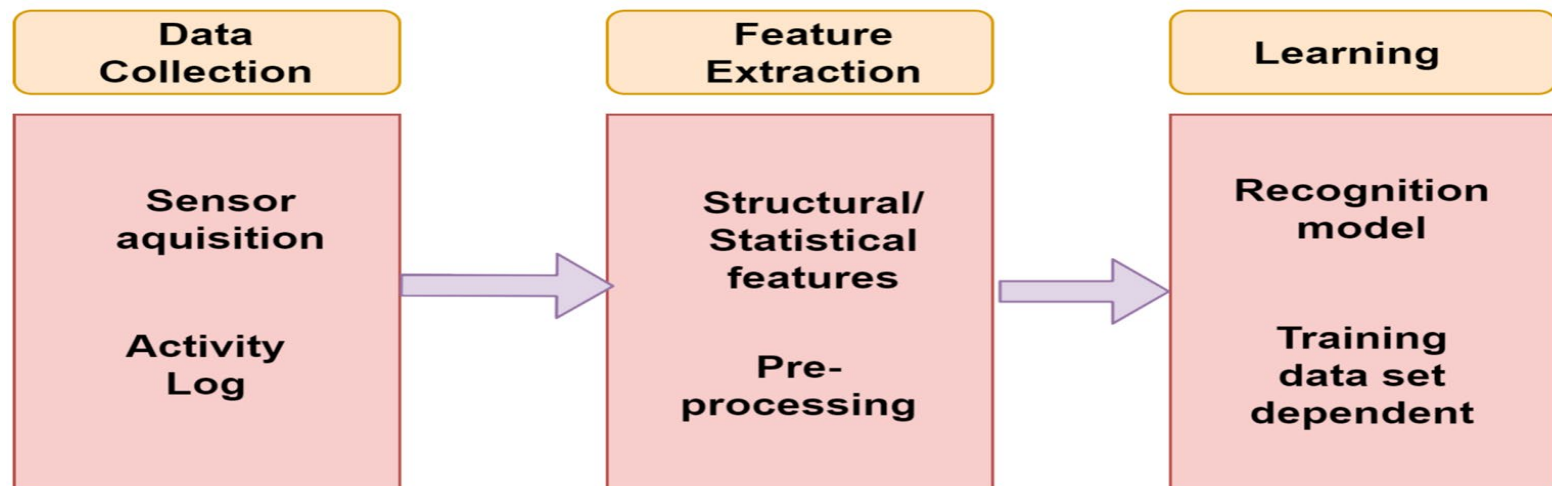 Data
Collection
Sensor
aquisition
Activity
Log
Feature
Extraction
Structural/
Statistical
features
Pre-
processing
Learning
Recognition
model
Training
data set
dependent